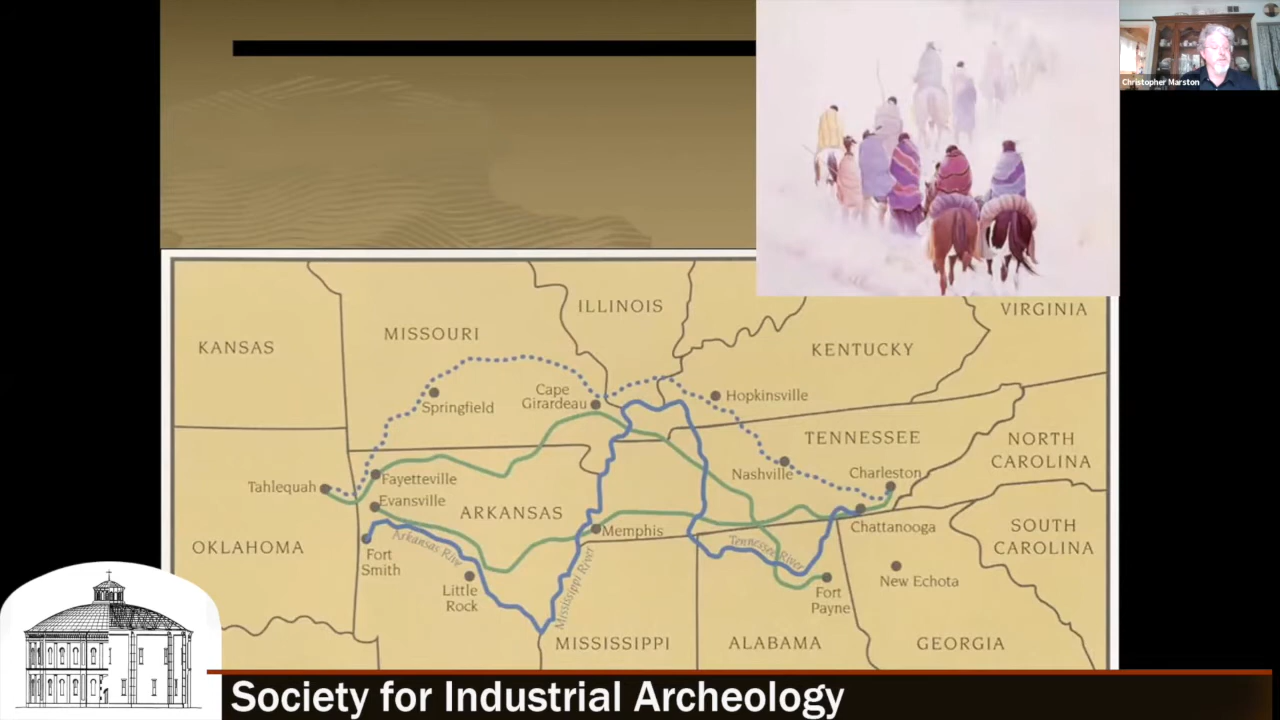 Christopher Marston
ILLINOIS
VIRGINIA
MISSOURI
KANSAS
KENTUCKY
Cape
Girardeau
Hopkinsville
Springfield
TENNESSEE
NORTH
CAROLINA
Nashville
Charleston
Tahlequah
Fayetteville
Evansville
ARKANSAS
Memphis
Chattanooga
SOUTH
CAROLINA
OKLAHOMA
Arkansas Rive
Fort
Smith
Tennessee River
Mississippi River
New Echota
Little
Rock
Fort
Payne
MISSISSIPPI
ALABAMA
GEORGIA
Society for Industrial Archeology